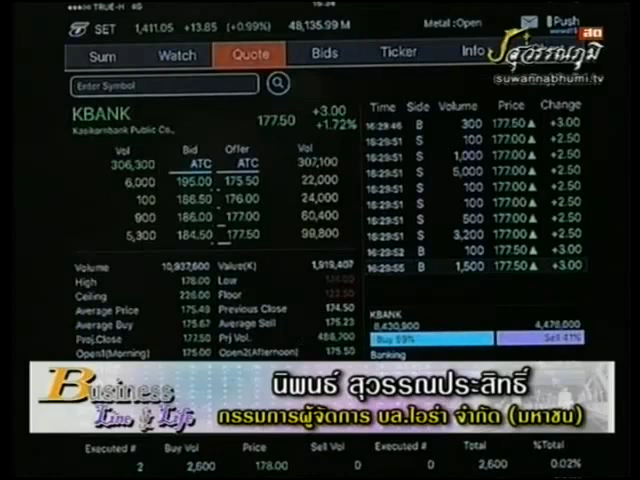 TRUE-H 4G
SET 1,411.05 +13.85 (+0.99%) 48,135.99 M Metal :Open Push
สด
สุวรรณภูมิ
suwannabhumi.tv
Sum Watch Quote Bids Ticker Info
Enter Symbol
KBANK 177.50 +3.00
Kasikornbank Public Co., +1.72%
Vol Bid Offer Vol
306,300 ATC ATC 307,100
6,000 195.00 175.50 22,000
100 186.50 176.00 24,000
900 186.00 177.00 60,400
5,300 184.50 177.50 99,800
Time Side Volume Price Change
16:29:46 B 300 177.50▲ +3.00
16:29:51 S 100 177.00▲ +2.50
16:29:51 S 1,000 177.00▲ +2.50
16:29:51 S 5,000 177.00▲ +2.50
16:29:51 S 100 177.00▲ +2.50
16:29:51 S 100 177.00▲ +2.50
16:29:51 S 500 177.00▲ +2.50
16:29:51 S 3,200 177.00▲ +2.50
16:29:52 B 100 177.50▲ +3.00
16:29:55 B 1,500 177.50▲ +3.00
Volume 10,937,600 Value(K) 1,919,407
High 178.00 Low
Ceiling 226.00 Floor 122.50
Average Price 175.49 Previous Close 174.50
Average Buy 175.67 Average Sell 175.23
Proj.Close 177.50 Prj Vol. 486,700
Open1(Morning) 175.00 Open2(Afternoon) 175.50
KBANK
6,430,900 4,476,000
Buy 59% Sell 41%
Banking
Business
Line & Life
นิพนธ์ สุวรรณประสิทธิ์
กรรมการผู้จัดการ บล.ไอร่า จำกัด (มหาชน)
Executed # Buy Vol Price Sell Vol Executed # Total %Total
2 2,600 178.00 0 0 2,600 0.02%